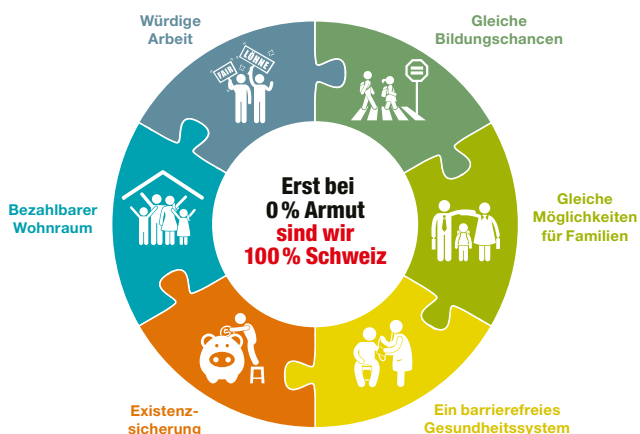 Würdige
Arbeit
Gleiche
Bildungschancen
FAIR
LÖHNE
Bezahlbarer
Wohnraum
Erst bei
0 % Armut
sind wir
100 % Schweiz
Gleiche
Möglichkeiten
für Familien
Existenz-
sicherung
Ein barrierefreies
Gesundheitssystem